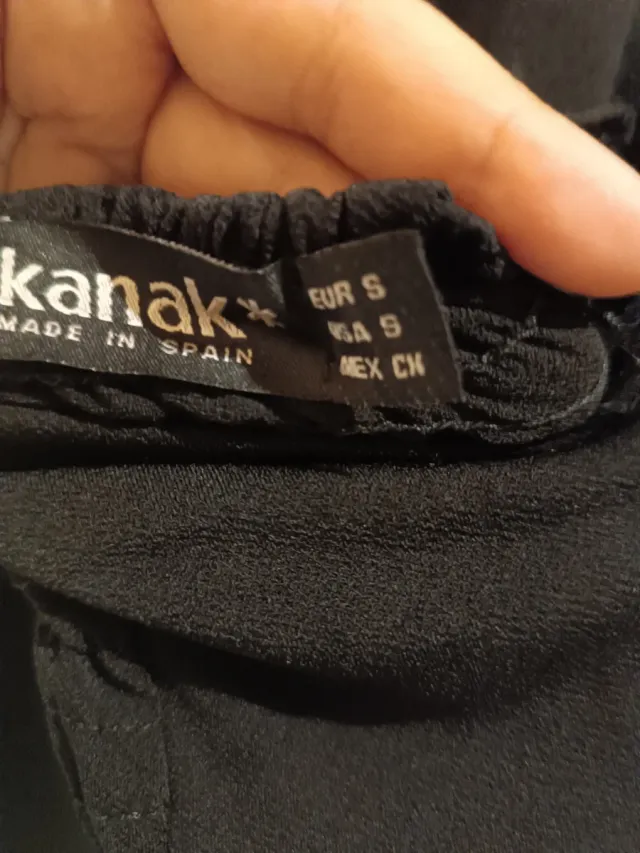 kanak*
MADE IN SPAIN
EUR S
USA S
MEX CH